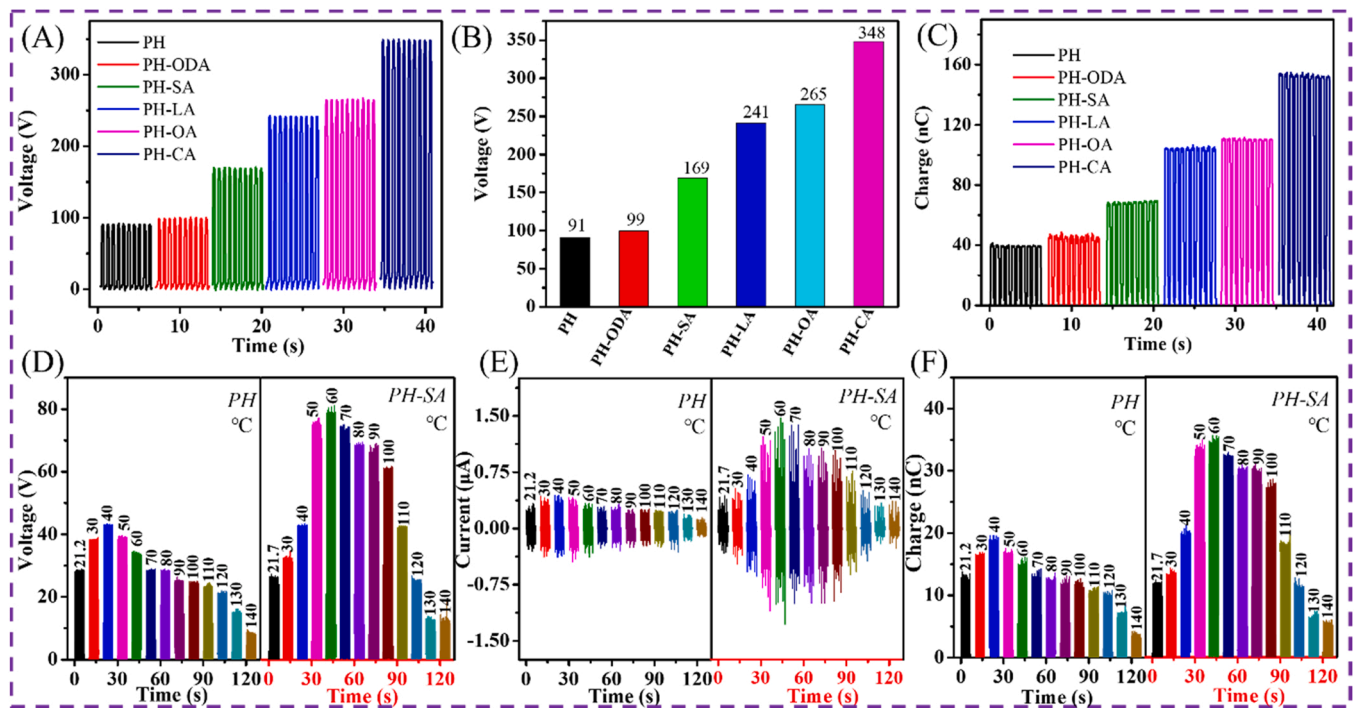 (A)
PH
PH-ODA
PH-SA
PH-LA
PH-OA
PH-CA
Voltage (V)
300
200
100
0
0 10 20 30 40
Time (s)
(B)
Voltage (V)
350
300
250
200
150
100
50
0
91
99
169
241
265
348
PH
PH-ODA
PH-SA
PH-LA
PH-OA
PH-CA
(C)
PH
PH-ODA
PH-SA
PH-LA
PH-OA
PH-CA
Charge (nC)
160
120
80
40
0
0 10 20 30 40
Time (s)
(D)
Voltage (V)
80
60
40
20
0
PH
°C
21.2 30 40 50 60 70 80 90 100 110 120 130 140
PH-SA
°C
21.7 30 40 50 60 70 80 90 100 110 120 130 140
0 30 60 90 120 0 30 60 90 120
Time (s) Time (s)
(E)
Current (μA)
1.50
0.75
0.00
-0.75
-1.50
PH
°C
21.2 30 40 50 60 70 80 90 100 110 120 130 140
PH-SA
°C
21.7 30 40 50 60 70 80 90 100 110 120 130 140
0 30 60 90 120 0 30 60 90 120
Time (s) Time (s)
(F)
Charge (nC)
40
30
20
10
0
PH
°C
21.2 30 40 50 60 70 80 90 100 110 120 130 140
PH-SA
°C
21.7 30 40 50 60 70 80 90 100 110 120 130 140
0 30 60 90 120 0 30 60 90 120
Time (s) Time (s)